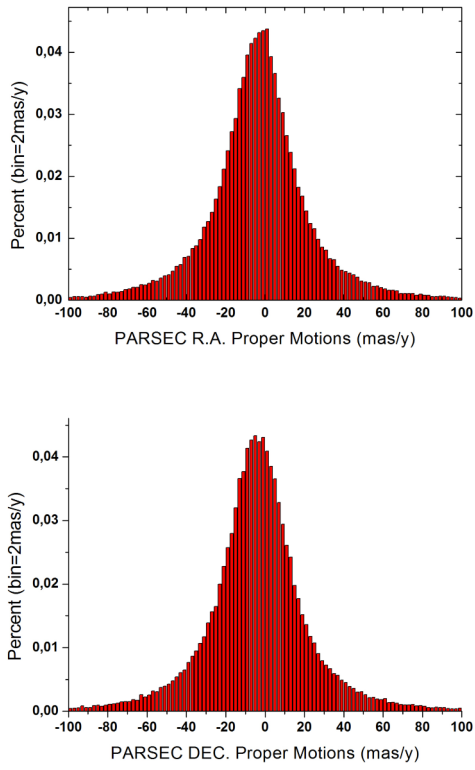 Percent (bin=2mas/y)
0,04
0,03
0,02
0,01
0,00
-100 -80 -60 -40 -20 0 20 40 60 80 100
PARSEC R.A. Proper Motions (mas/y)
Percent (bin=2mas/y)
0,04
0,03
0,02
0,01
0,00
-100 -80 -60 -40 -20 0 20 40 60 80 100
PARSEC DEC. Proper Motions (mas/y)